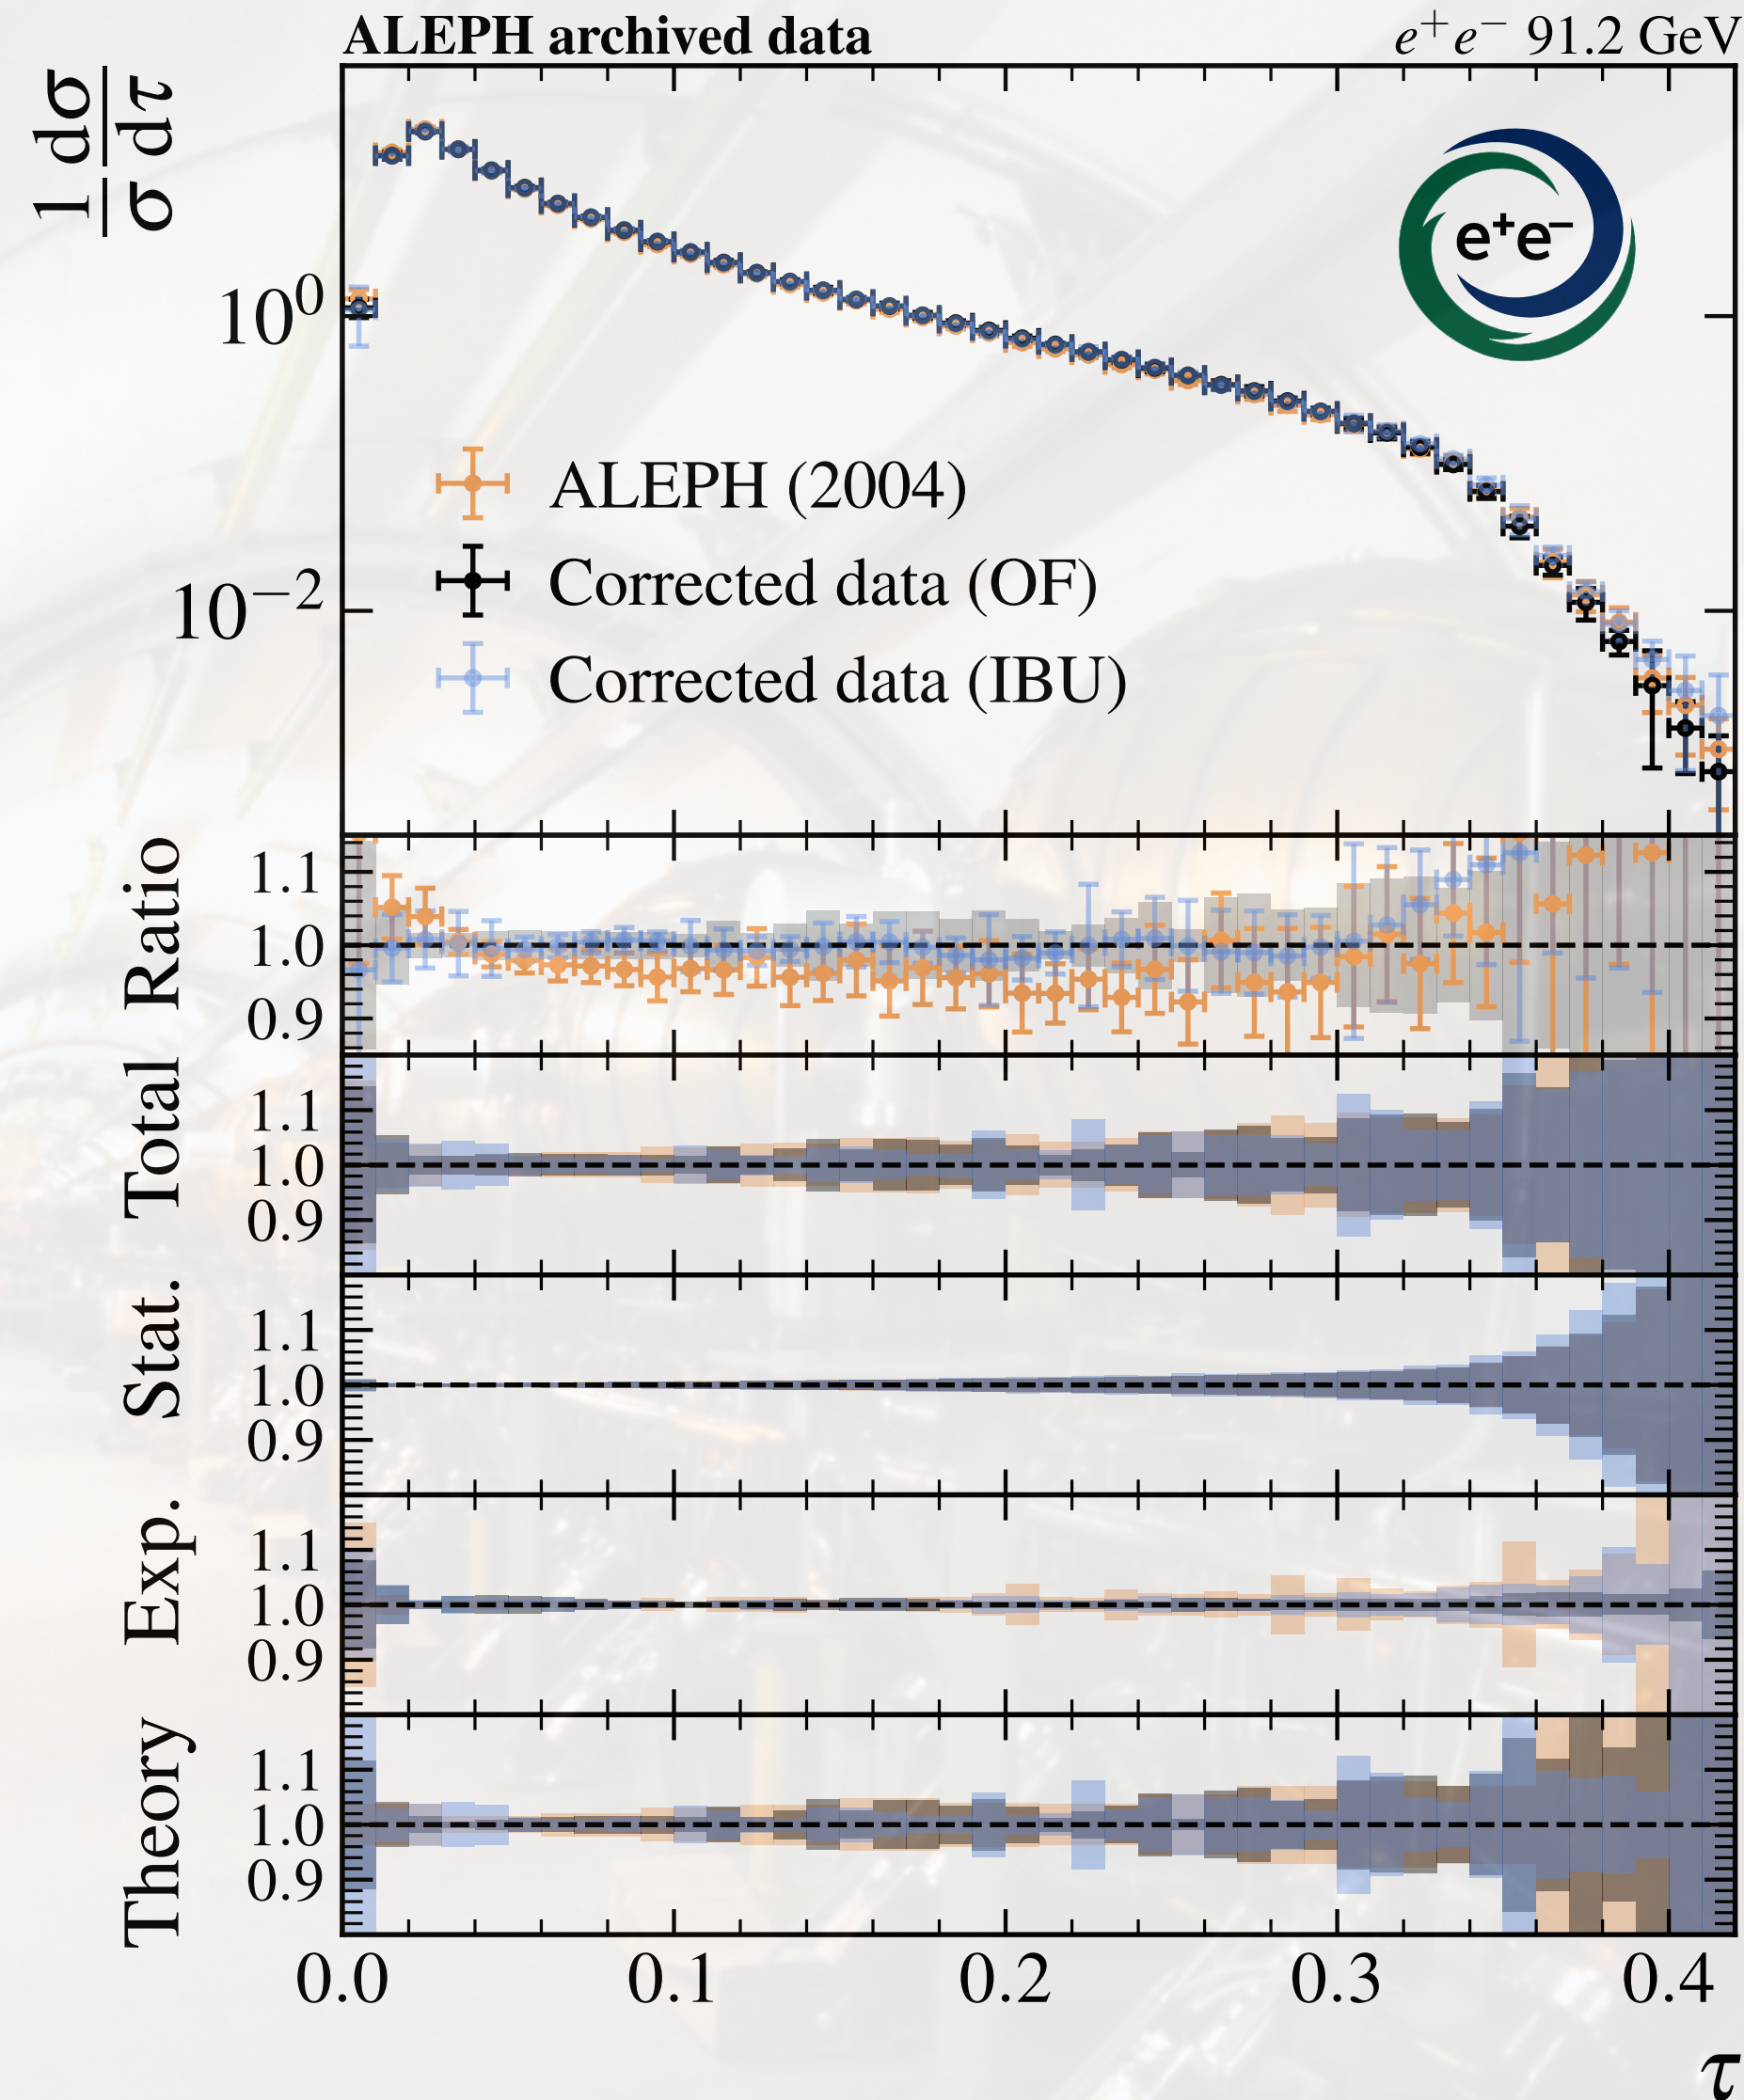 ALEPH archived data
e⁺e⁻ 91.2 GeV
1 dσ
σ dτ
e⁺e⁻
10⁰
ALEPH (2004)
Corrected data (OF)
10⁻²
Corrected data (IBU)
Ratio
1.1
1.0
0.9
Total
1.1
1.0
0.9
Stat.
1.1
1.0
0.9
Exp.
1.1
1.0
0.9
Theory
1.1
1.0
0.9
0.0 0.1 0.2 0.3 0.4
τ